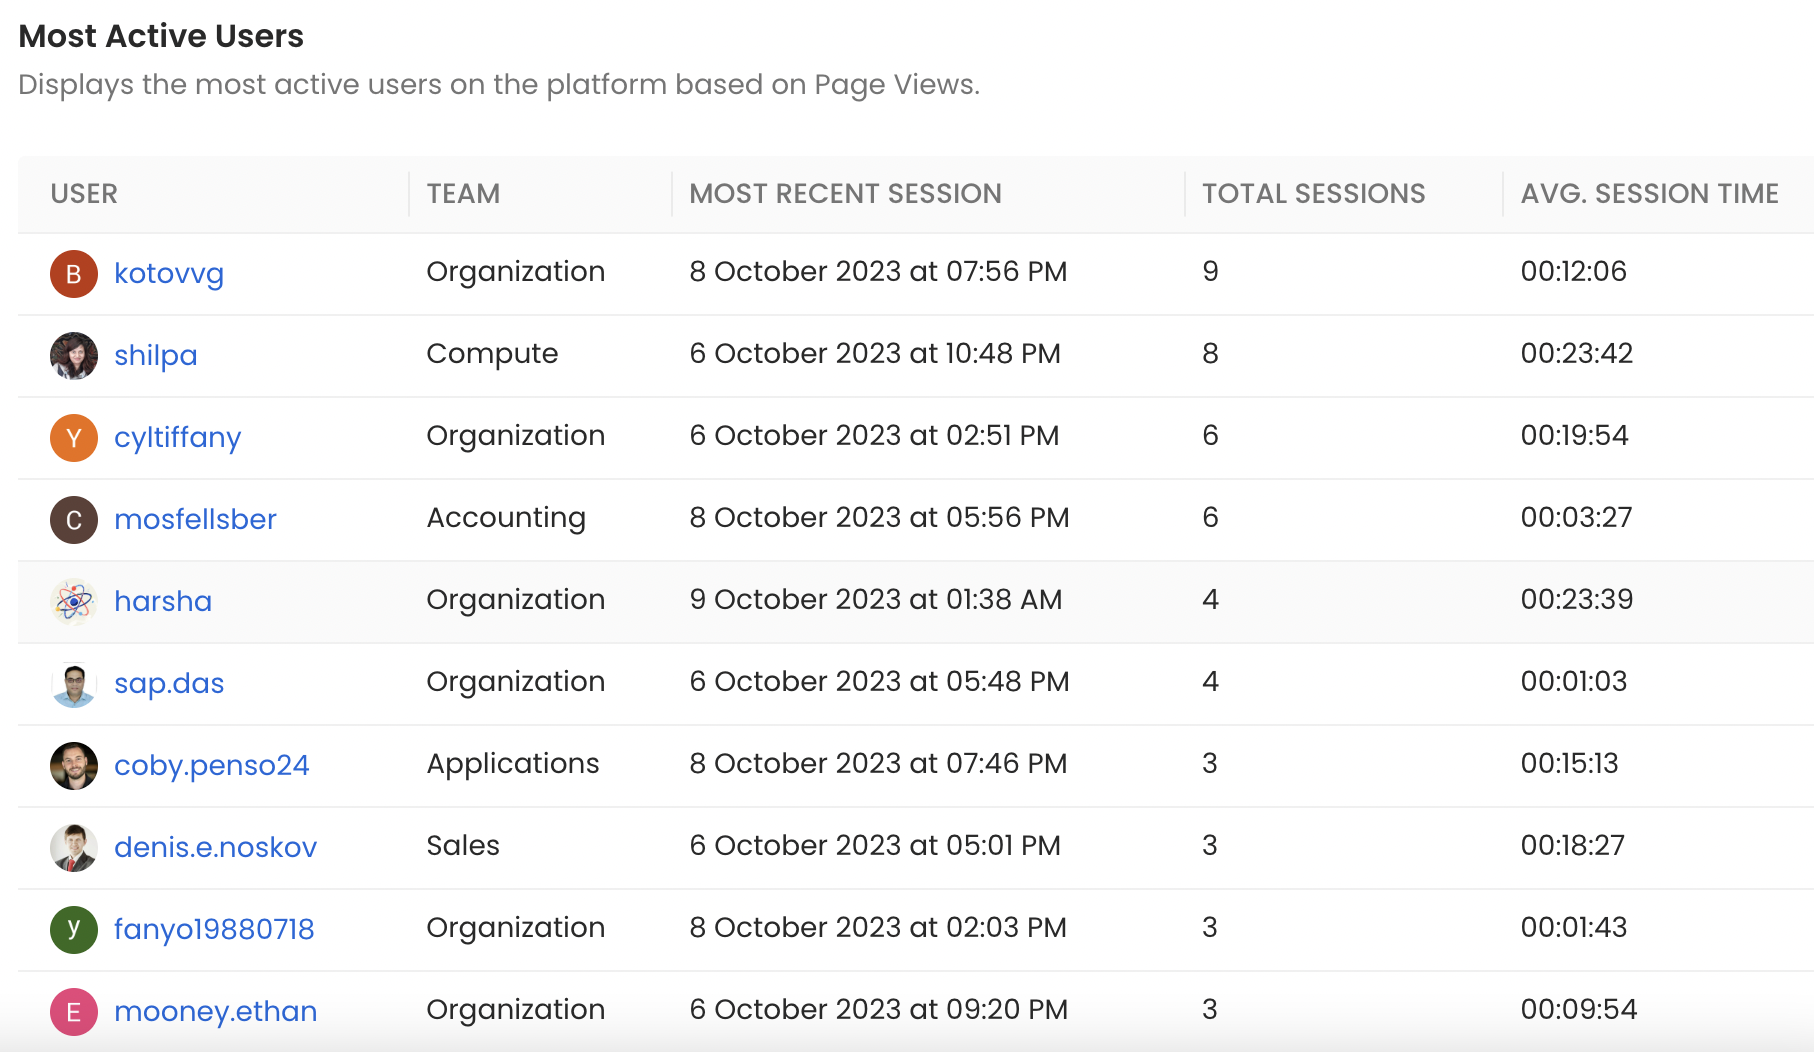 Most Active Users
Displays the most active users on the platform based on Page Views.
USER TEAM MOST RECENT SESSION TOTAL SESSIONS AVG. SESSION TIME
B kotovvg Organization 8 October 2023 at 07:56 PM 9 00:12:06
shilpa Compute 6 October 2023 at 10:48 PM 8 00:23:42
Y cyltiffany Organization 6 October 2023 at 02:51 PM 6 00:19:54
C mosfellsber Accounting 8 October 2023 at 05:56 PM 6 00:03:27
harsha Organization 9 October 2023 at 01:38 AM 4 00:23:39
sap.das Organization 6 October 2023 at 05:48 PM 4 00:01:03
coby.penso24 Applications 8 October 2023 at 07:46 PM 3 00:15:13
denis.e.noskov Sales 6 October 2023 at 05:01 PM 3 00:18:27
y fanyo19880718 Organization 8 October 2023 at 02:03 PM 3 00:01:43
E mooney.ethan Organization 6 October 2023 at 09:20 PM 3 00:09:54